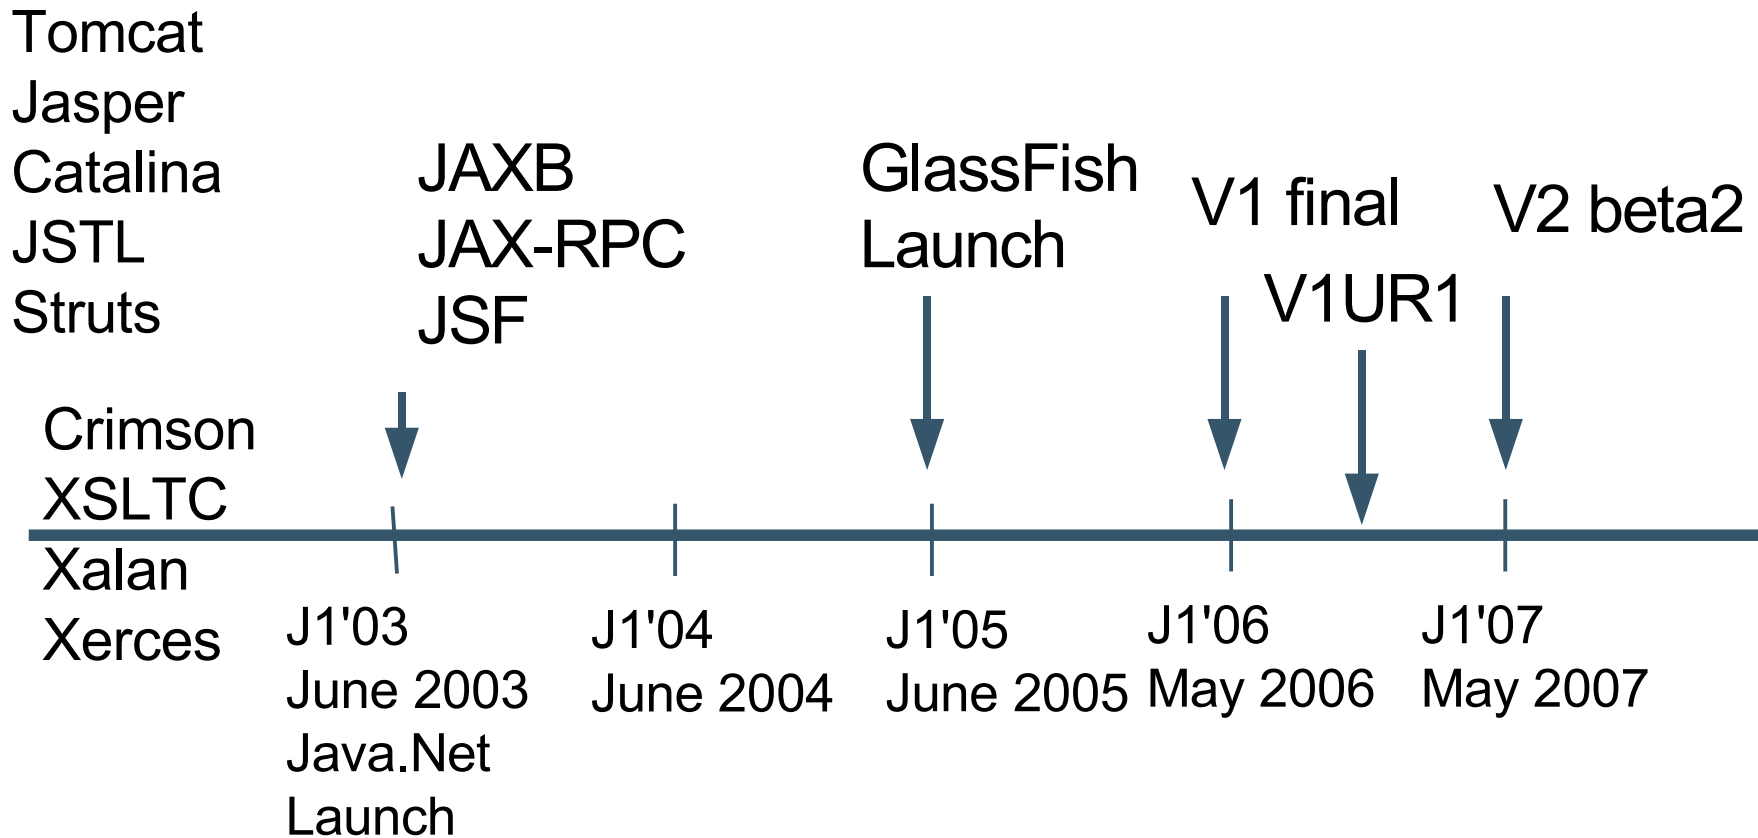 Tomcat
Jasper
Catalina
JSTL
Struts
JAXB
JAX-RPC
JSF
GlassFish
Launch
V1 final
V1UR1
V2 beta2
Crimson
XSLTC
Xalan
Xerces
J1'03
June 2003
Java.Net
Launch
J1'04
June 2004
J1'05
June 2005
J1'06
May 2006
J1'07
May 2007